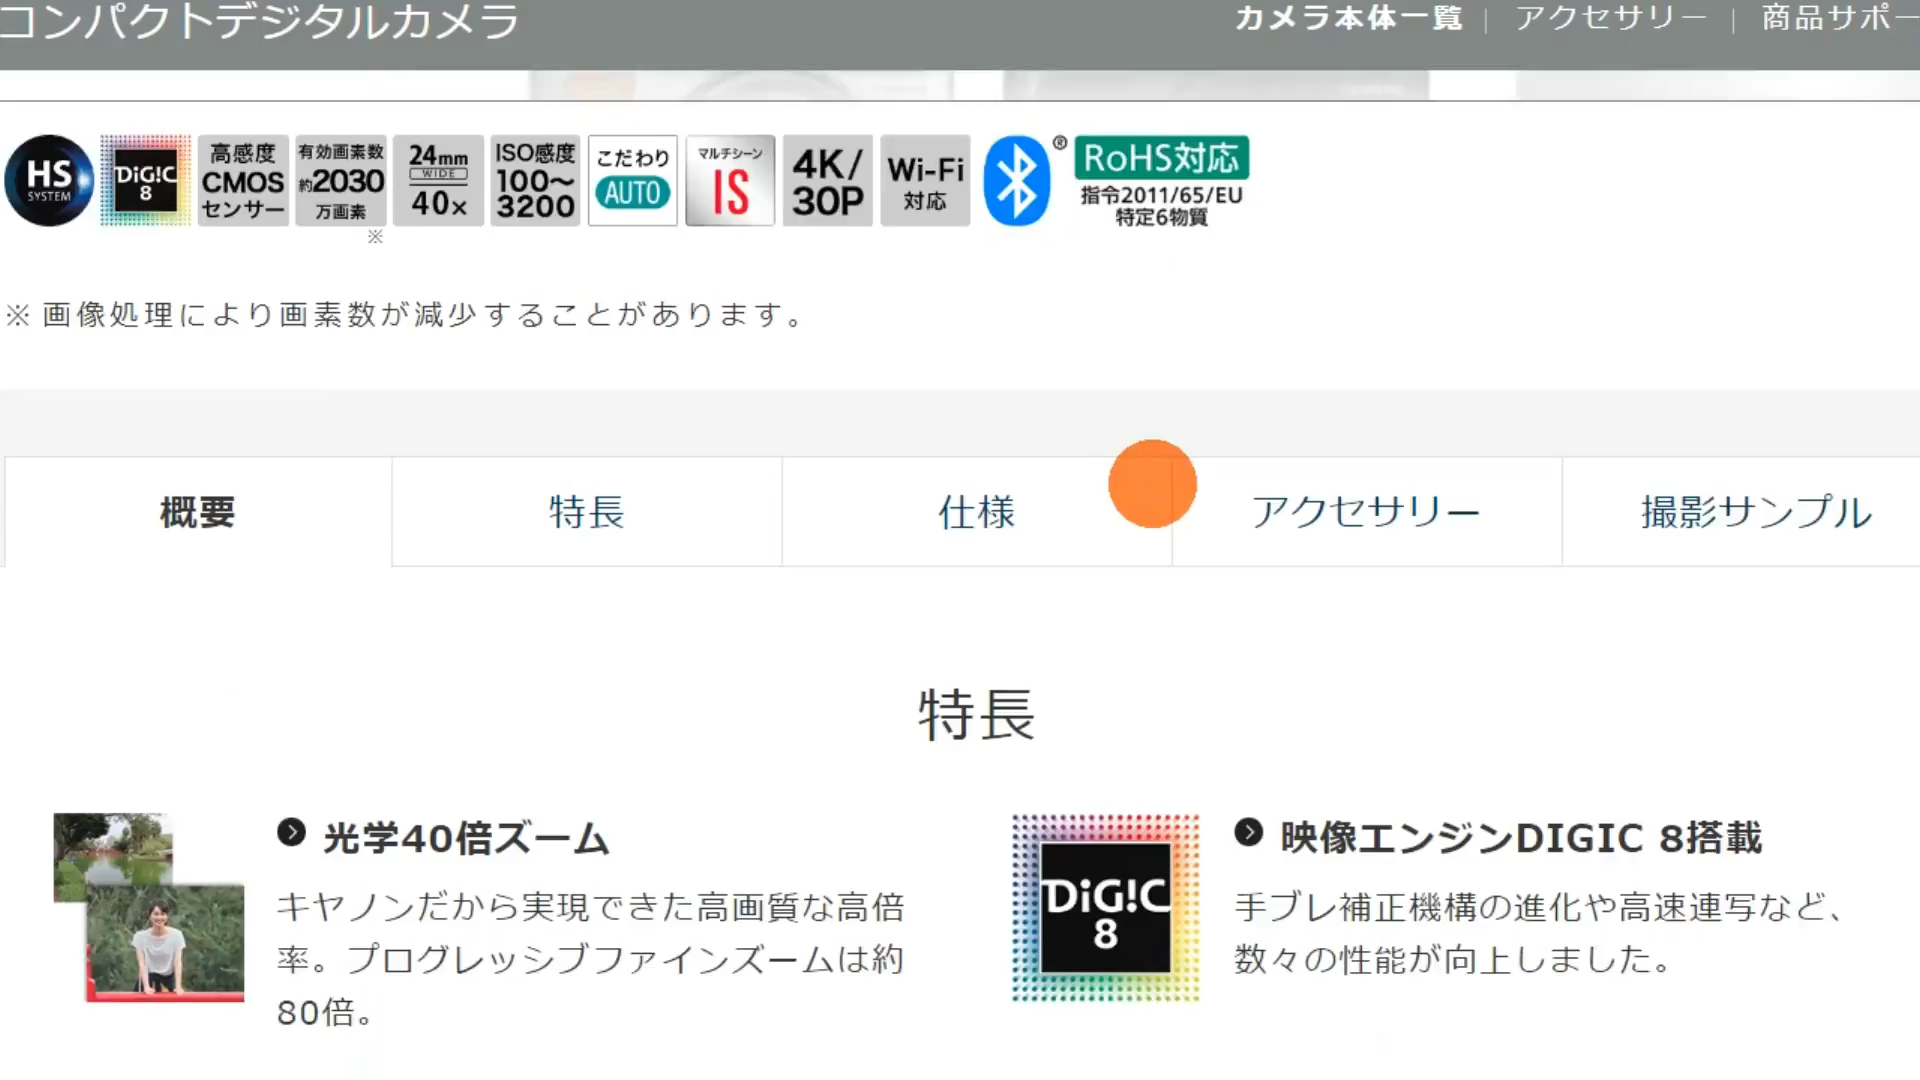 コンパクトデジタルカメラ
カメラ本体一覧 | アクセサリー | 商品サポー
HS
SYSTEM
DiG!C
8
高感度
CMOS
センサー
有効画素数
約2030
万画素
※
24mm
WIDE
40x
ISO感度
100～
3200
こだわり
AUTO
マルチシーン
IS
4K/
30P
Wi-Fi
対応
®
RoHS対応
指令2011/65/EU
特定6物質
※ 画像処理により画素数が減少することがあります。
概要
特長
仕様
アクセサリー
撮影サンプル
特長
光学40倍ズーム
キヤノンだから実現できた高画質な高倍
率。プログレッシブファインズームは約
80倍。
DiG!C
8
映像エンジンDIGIC 8搭載
手ブレ補正機構の進化や高速連写など、
数々の性能が向上しました。